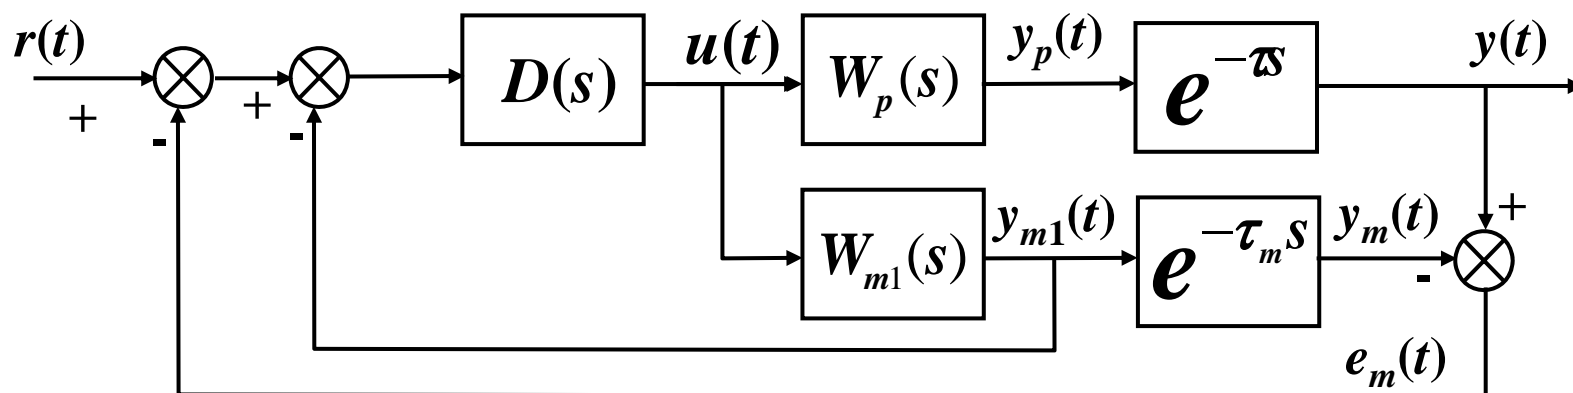 r(t)
+
-
+
-
D(s)
u(t)
W_p(s)
y_p(t)
e^{-τs}
y(t)
W_{m1}(s)
y_{m1}(t)
e^{-τ_m s}
y_m(t)
+
-
e_m(t)